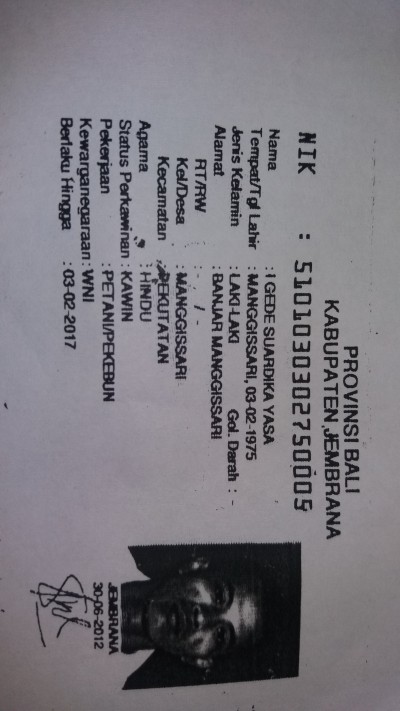 PROVINSI BALI
KABUPATEN JEMBRANA
NIK : 5101030302750005
Nama : I GEDE SUARDIKA YASA
Tempat/Tgl Lahir : MANGGISSARI, 03-02-1975
Jenis Kelamin : LAKI-LAKI Gol. Darah : -
Alamat : BANJAR MANGGISSARI
RT/RW : - / -
Kel/Desa : MANGGISSARI
Kecamatan : PEKUTATAN
Agama : HINDU
Status Perkawinan : KAWIN
Pekerjaan : PETANI/PEKEBUN
Kewarganegaraan : WNI
Berlaku Hingga : 03-02-2017
JEMBRANA
30-06-2012